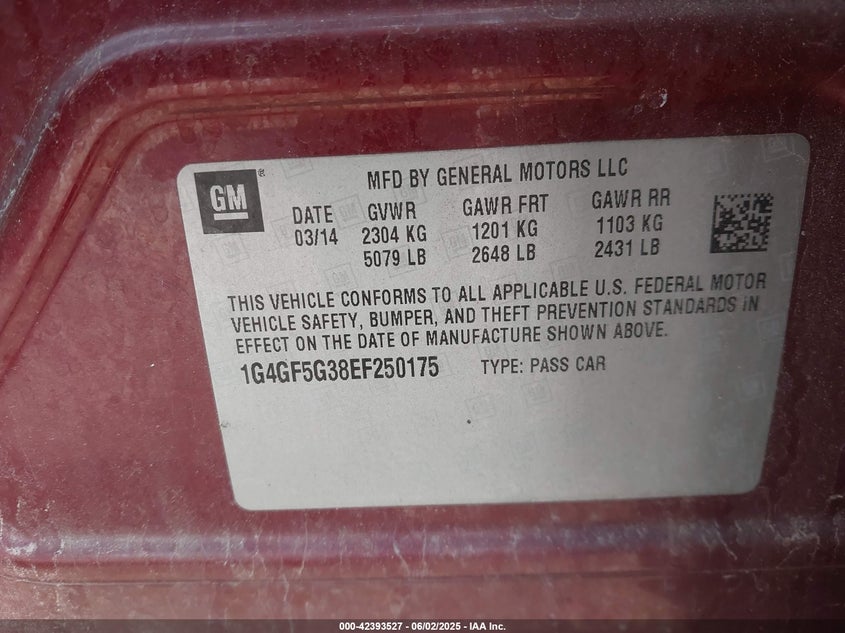 GM ® MFD BY GENERAL MOTORS LLC
DATE GVWR GAWR FRT GAWR RR
03/14 2304 KG 1201 KG 1103 KG
5079 LB 2648 LB 2431 LB
THIS VEHICLE CONFORMS TO ALL APPLICABLE U.S. FEDERAL MOTOR
VEHICLE SAFETY, BUMPER, AND THEFT PREVENTION STANDARDS IN
EFFECT ON THE DATE OF MANUFACTURE SHOWN ABOVE.
1G4GF5G38EF250175 TYPE: PASS CAR
000-42393527 - 06/02/2025 - IAA Inc.